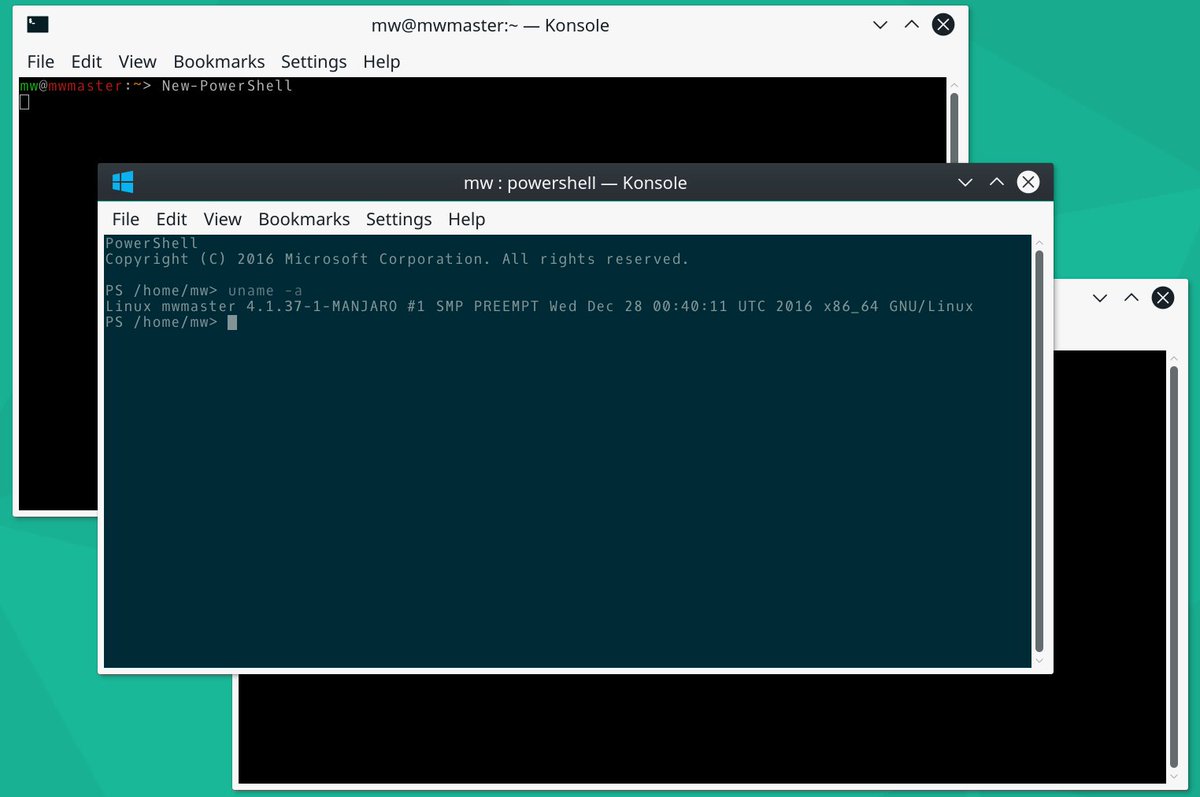 mw@mwmaster:~ — Konsole
File Edit View Bookmarks Settings Help
mw@mwmaster:~> New-PowerShell
mw : powershell — Konsole
File Edit View Bookmarks Settings Help
PowerShell
Copyright (C) 2016 Microsoft Corporation. All rights reserved.
PS /home/mw> uname -a
Linux mwmaster 4.1.37-1-MANJARO #1 SMP PREEMPT Wed Dec 28 00:40:11 UTC 2016 x86_64 GNU/Linux
PS /home/mw>